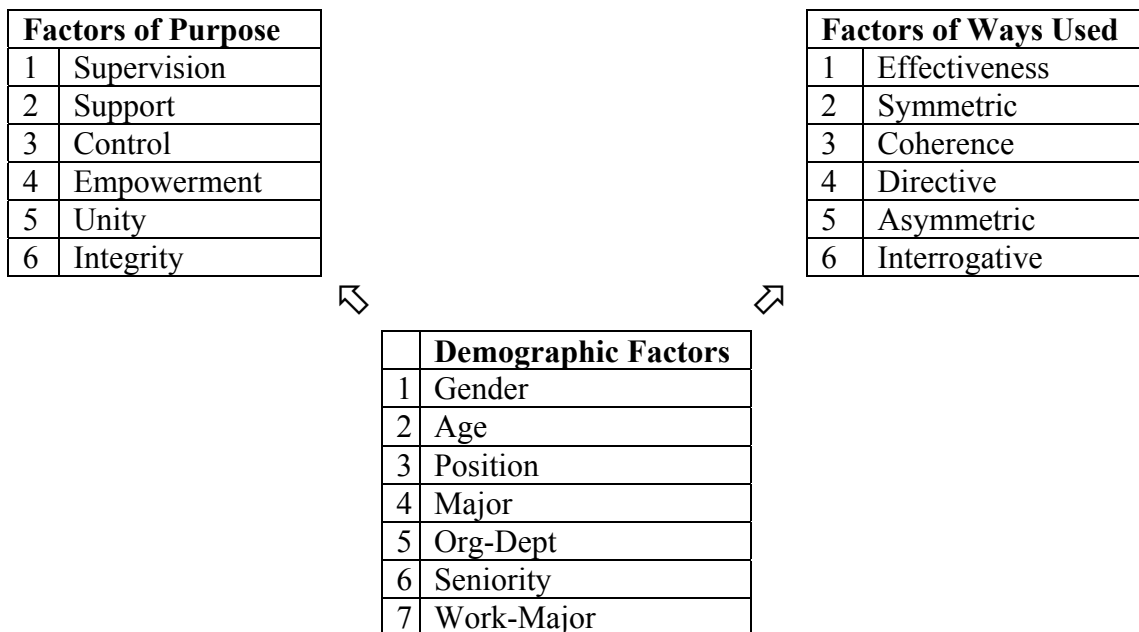 Factors of Purpose
1 Supervision
2 Support
3 Control
4 Empowerment
5 Unity
6 Integrity
Factors of Ways Used
1 Effectiveness
2 Symmetric
3 Coherence
4 Directive
5 Asymmetric
6 Interrogative
Demographic Factors
1 Gender
2 Age
3 Position
4 Major
5 Org-Dept
6 Seniority
7 Work-Major